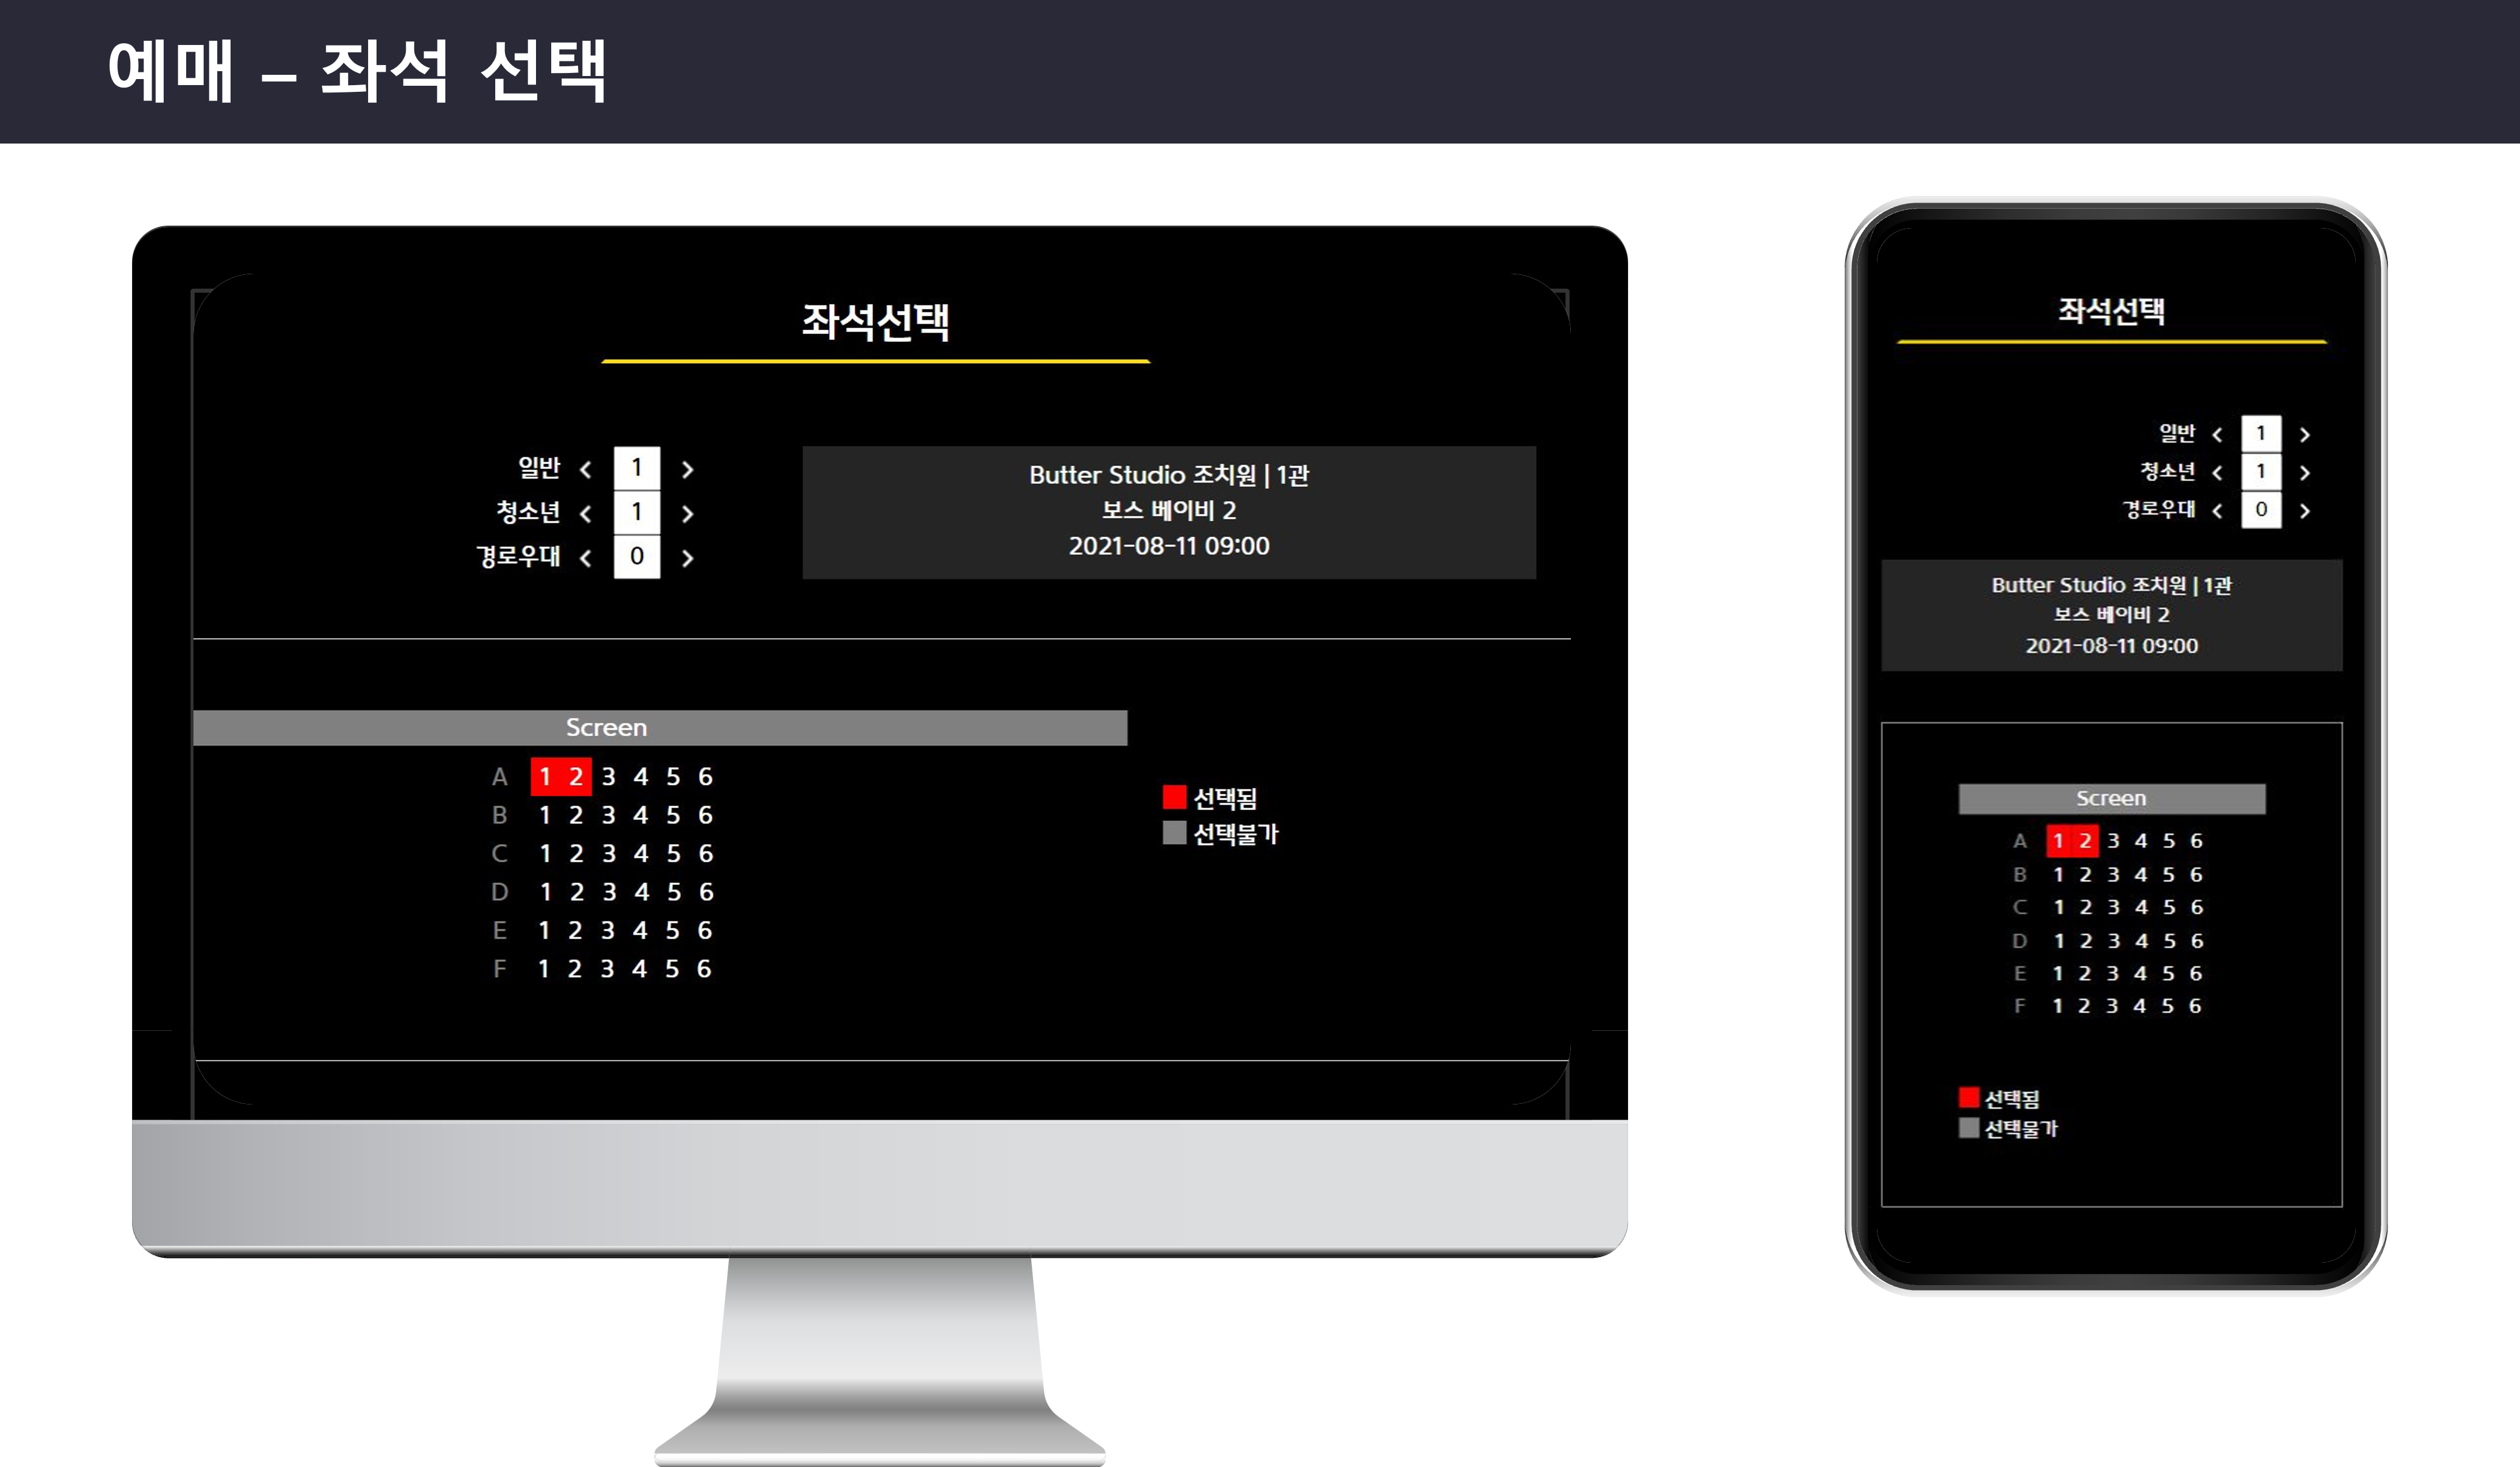 예매 – 좌석 선택
좌석선택
일반 < 1 >
청소년 < 1 >
경로우대 < 0 >
Butter Studio 조치원 | 1관
보스 베이비 2
2021-08-11 09:00
Screen
A 1 2 3 4 5 6
B 1 2 3 4 5 6
C 1 2 3 4 5 6
D 1 2 3 4 5 6
E 1 2 3 4 5 6
F 1 2 3 4 5 6
선택됨
선택불가
좌석선택
일반 < 1 >
청소년 < 1 >
경로우대 < 0 >
Butter Studio 조치원 | 1관
보스 베이비 2
2021-08-11 09:00
Screen
A 1 2 3 4 5 6
B 1 2 3 4 5 6
C 1 2 3 4 5 6
D 1 2 3 4 5 6
E 1 2 3 4 5 6
F 1 2 3 4 5 6
선택됨
선택불가